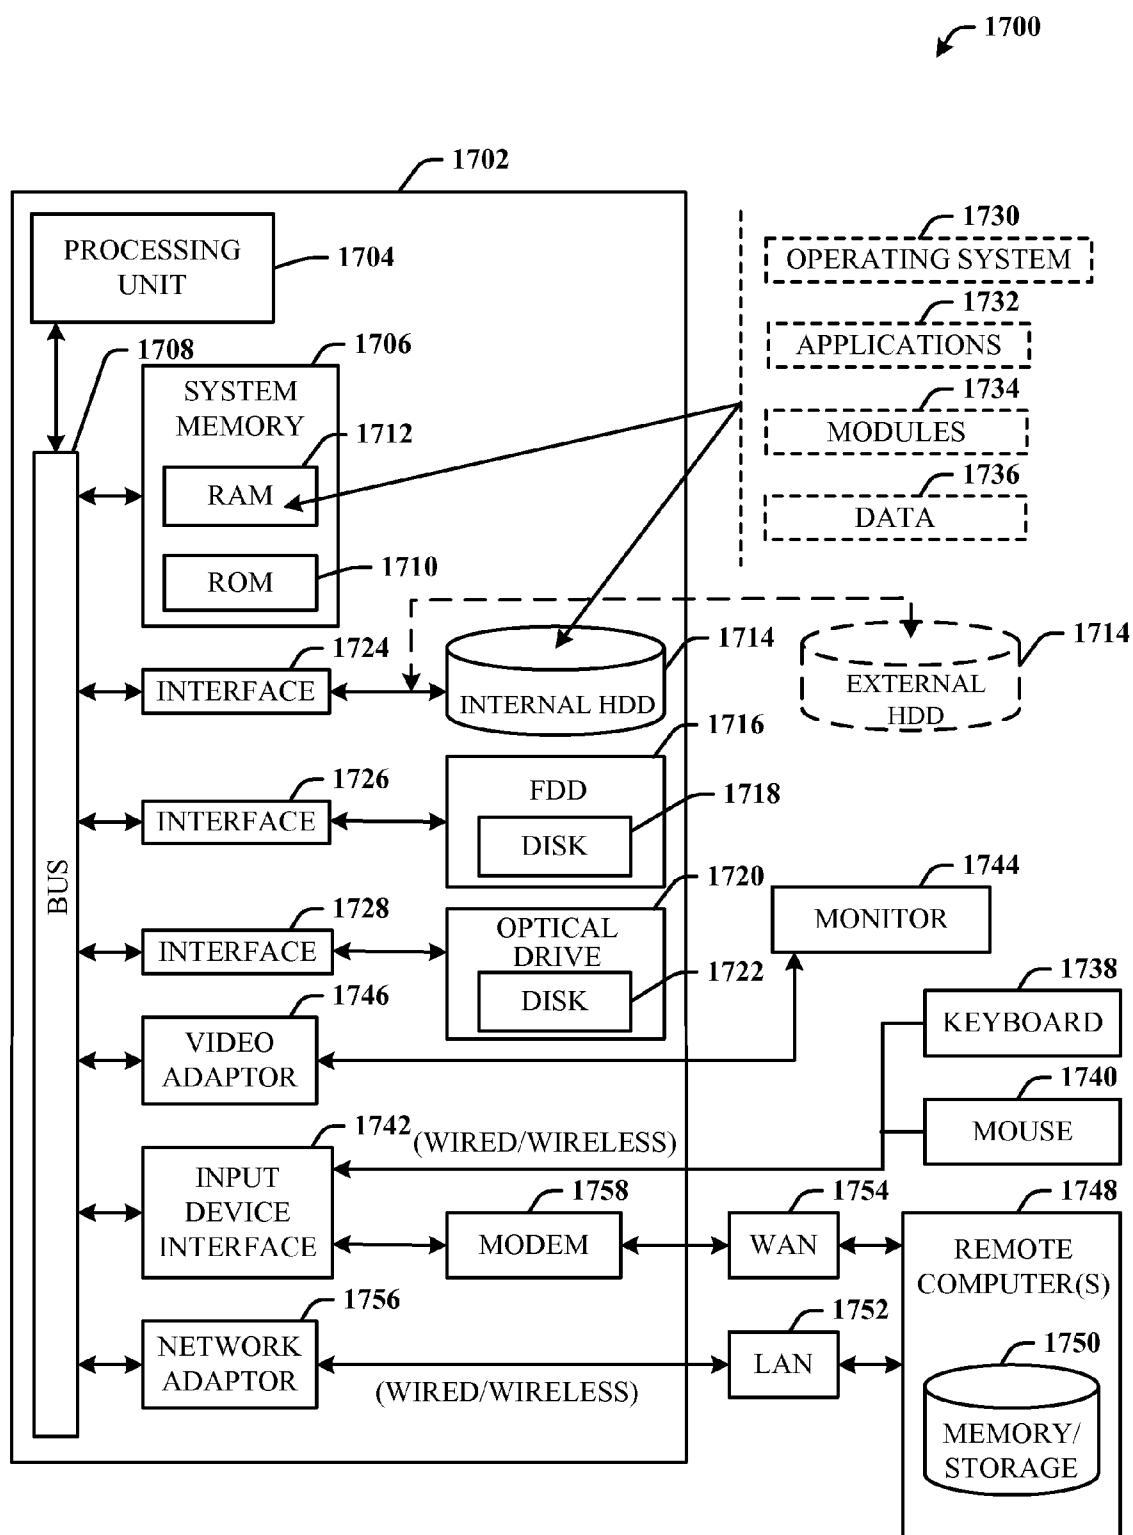 1700
1702
PROCESSING
UNIT
1704
1730
OPERATING SYSTEM
1732
APPLICATIONS
1734
MODULES
1736
DATA
1708
1706
SYSTEM
MEMORY
1712
RAM
1710
ROM
1724
INTERFACE
1714
INTERNAL HDD
1714
EXTERNAL
HDD
1716
FDD
1718
DISK
1726
INTERFACE
BUS
1720
OPTICAL
DRIVE
1722
DISK
1728
INTERFACE
1744
MONITOR
1746
VIDEO
ADAPTOR
1738
KEYBOARD
1740
MOUSE
1742
(WIRED/WIRELESS)
INPUT
DEVICE
INTERFACE
1758
MODEM
1754
WAN
1748
REMOTE
COMPUTER(S)
1756
NETWORK
ADAPTOR
(WIRED/WIRELESS)
1752
LAN
1750
MEMORY/
STORAGE